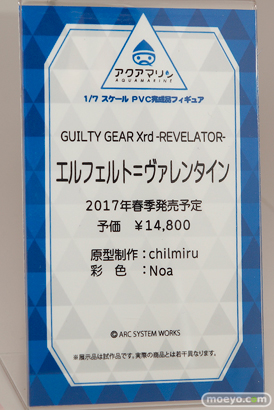 アクアマリン
AQUAMARINE
1/7 スケール PVC完成品フィギュア
GUILTY GEAR Xrd -REVELATOR-
エルフェルト=ヴァレンタイン
2017年春季発売予定
予価 ¥14,800
原型制作：chilmiru
彩色：Noa
©ARC SYSTEM WORKS
※展示品は試作品です。実際の商品とは若干異なります。
moeyo.com